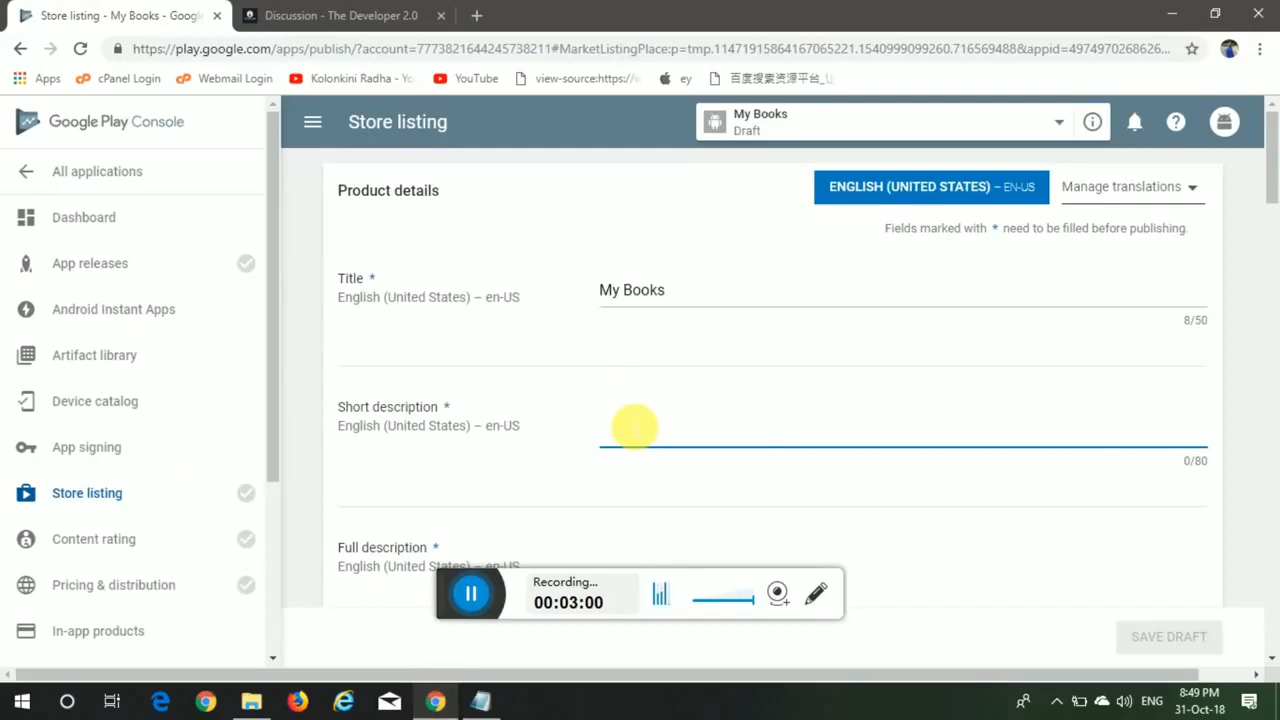 Store listing - My Books - Googl
Discussion - The Developer 2.0
https://play.google.com/apps/publish/?account=7773821644245738211#MarketListingPlace:p=tmp.11471915864167065221.1540999099260.716569488&appid=4974970268626...
Apps
cPanel Login
Webmail Login
Kolonkini Radha - Yo
YouTube
view-source:https://w
ey
百度搜索资源平台_
Google Play Console
Store listing
My Books
Draft
All applications
Dashboard
App releases
Android Instant Apps
Artifact library
Device catalog
App signing
Store listing
Content rating
Pricing & distribution
In-app products
Product details
ENGLISH (UNITED STATES) – EN-US
Manage translations
Fields marked with * need to be filled before publishing.
Title *
English (United States) – en-US
My Books
8/50
Short description *
English (United States) – en-US
0/80
Full description *
English (United States) – en-US
Recording...
00:03:00
SAVE DRAFT
ENG
8:49 PM
31-Oct-18